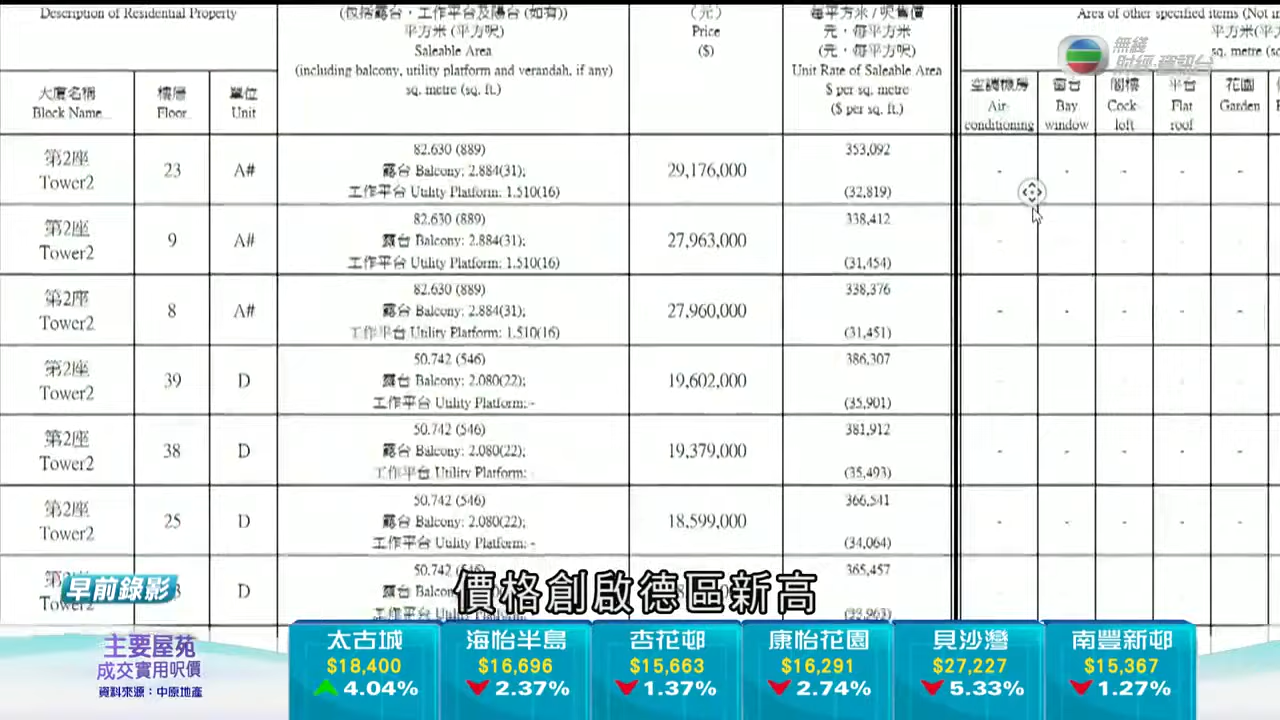 Description of Residential Property
(包括露台，工作平台及陽台 (如有))
平方米 (平方呎)
Saleable Area
(including balcony, utility platform and verandah, if any)
sq. metre (sq. ft.)
(元)
Price
($)
每平方米/呎售價
元，每平方米
(元，每平方呎)
Unit Rate of Saleable Area
$ per sq. metre
($ per sq. ft.)
Area of other specified items (Not in
平方米(平方
sq. metre (sq.
無綫
財經·資訊台
大廈名稱
Block Name
樓層
Floor
單位
Unit
空調機房
Air-
conditioning
窗台
Bay
window
閣樓
Cock-
loft
平台
Flat
roof
花園
Garden
第2座
Tower2
23
A#
82.630 (889)
露台 Balcony: 2.884(31);
工作平台 Utility Platform: 1.510(16)
29,176,000
353,092
(32,819)
- - - - -
第2座
Tower2
9
A#
82.630 (889)
露台 Balcony: 2.884(31);
工作平台 Utility Platform: 1.510(16)
27,963,000
338,412
(31,454)
- - - - -
第2座
Tower2
8
A#
82.630 (889)
露台 Balcony: 2.884(31);
工作平台 Utility Platform: 1.510(16)
27,960,000
338,376
(31,451)
- - - - -
第2座
Tower2
39
D
50.742 (546)
露台 Balcony: 2.080(22);
工作平台 Utility Platform:-
19,602,000
386,307
(35,901)
- - - - -
第2座
Tower2
38
D
50.742 (546)
露台 Balcony: 2.080(22);
工作平台 Utility Platform:
19,379,000
381,912
(35,493)
- - - - -
第2座
Tower2
25
D
50.742 (546)
露台 Balcony: 2.080(22);
工作平台 Utility Platform: -
18,599,000
366,541
(34,064)
- - - - -
D
50.742
露台
365,457
早前錄影
價格創啟德區新高
主要屋苑
成交實用呎價
資料來源：中原地產
太古城
$18,400
4.04%
海怡半島
$16,696
2.37%
杏花邨
$15,663
1.37%
康怡花園
$16,291
2.74%
貝沙灣
$27,227
5.33%
南豐新邨
$15,367
1.27%